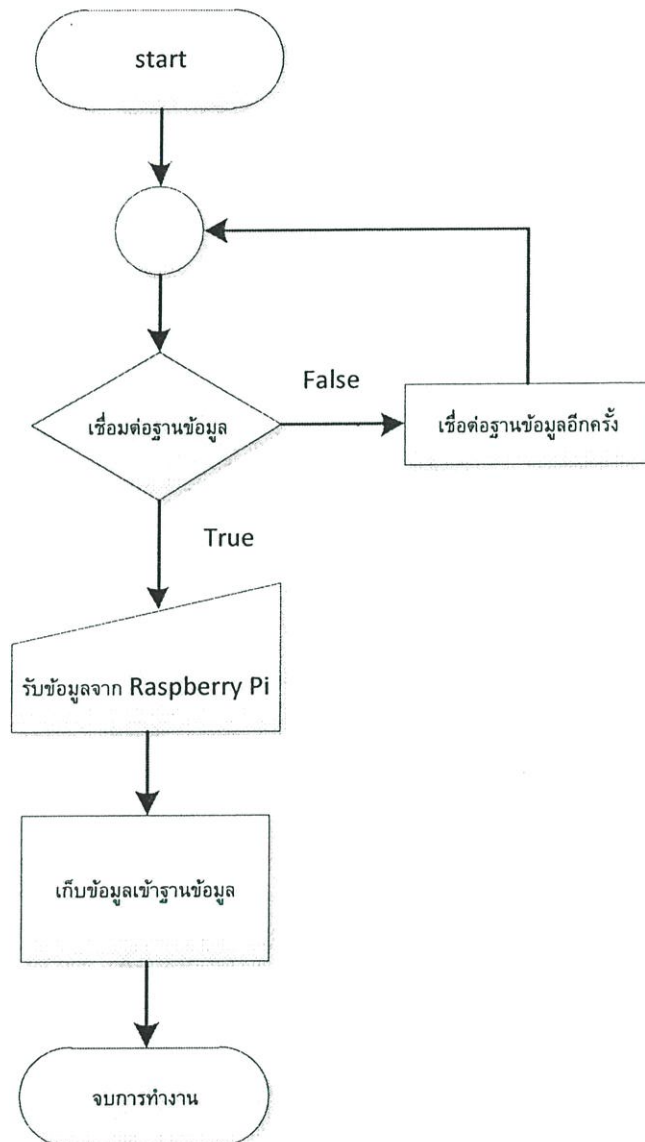 start
False
เชื่อมต่อฐานข้อมูล
เชื่อต่อฐานข้อมูลอีกครั้ง
True
รับข้อมูลจาก Raspberry Pi
เก็บข้อมูลเข้าฐานข้อมูล
จบการทำงาน